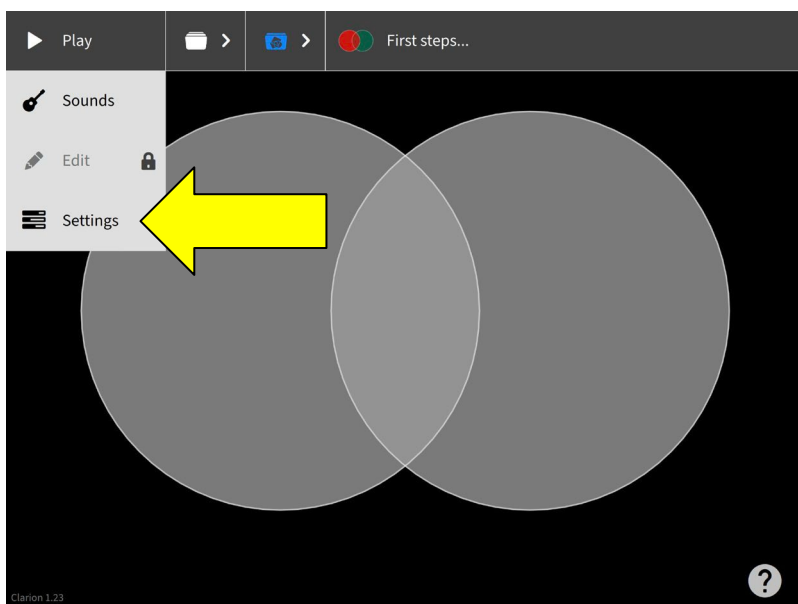 Play
First steps...
Sounds
Edit
Settings
?
Clarion 1.23